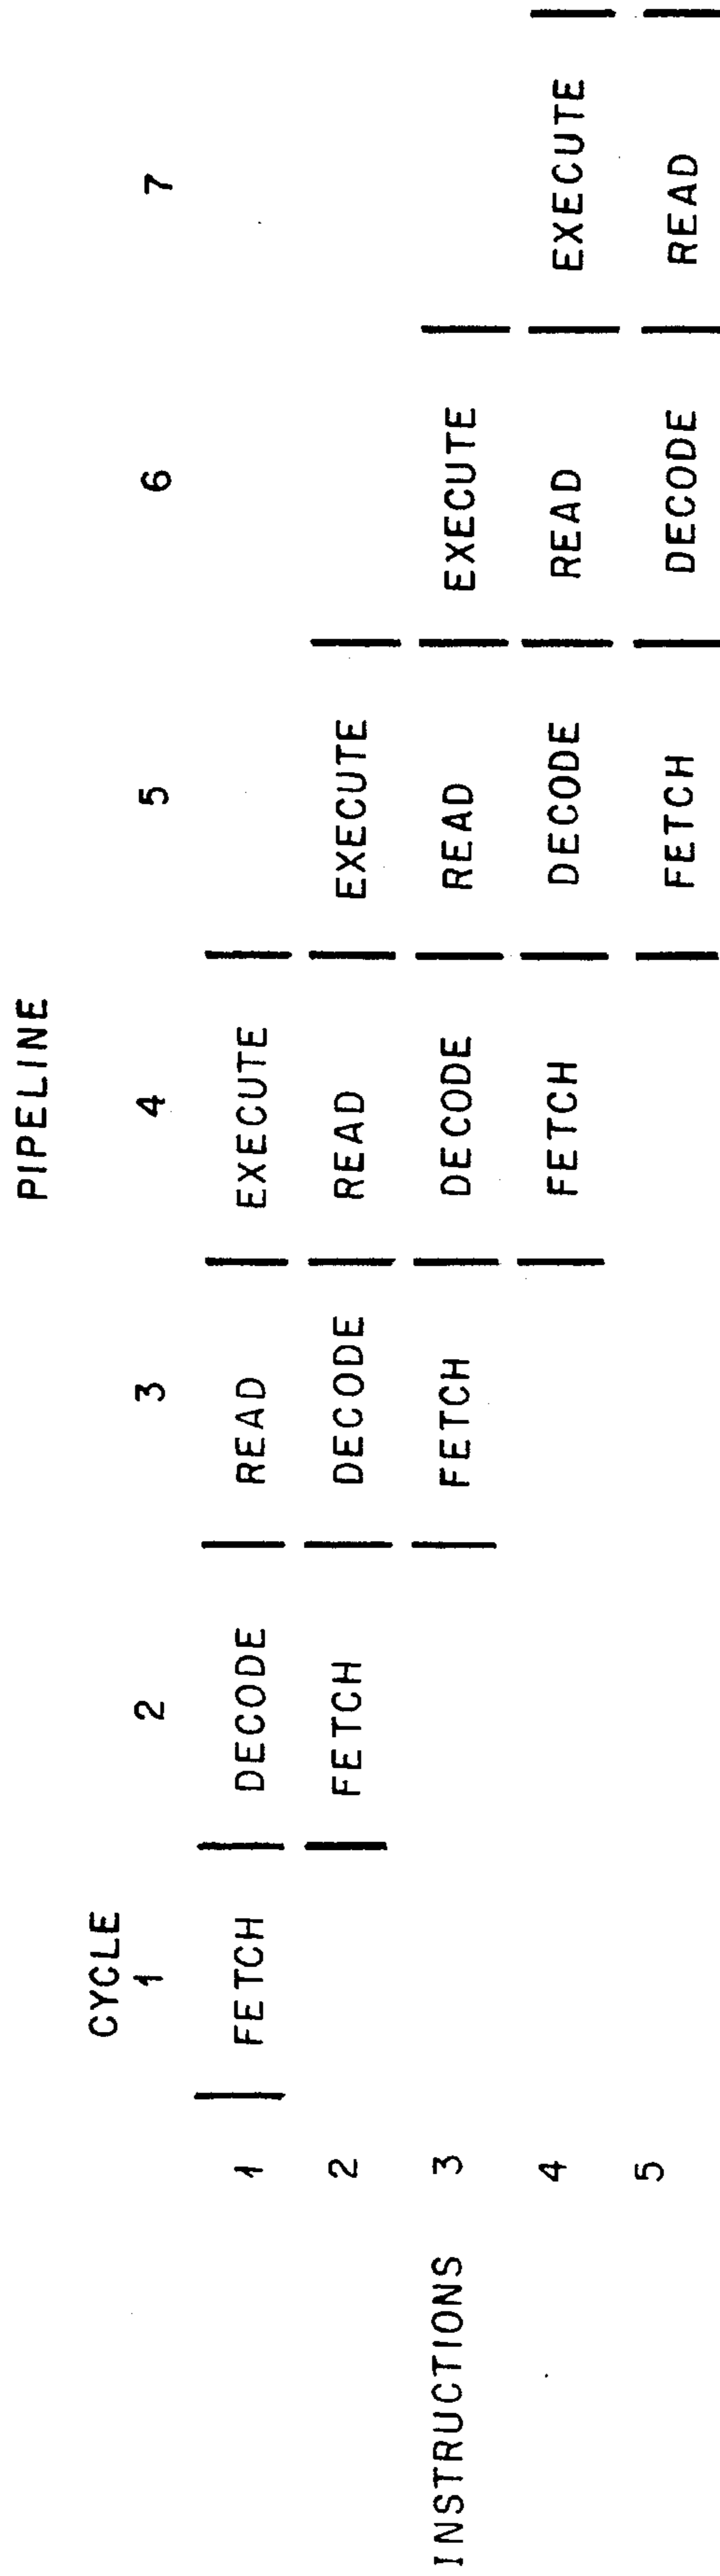 PIPELINE
CYCLE
1 2 3 4 5 6 7
1 FETCH DECODE READ EXECUTE
2 FETCH DECODE READ EXECUTE
INSTRUCTIONS 3 FETCH DECODE READ EXECUTE
4 FETCH DECODE READ EXECUTE
5 FETCH DECODE READ